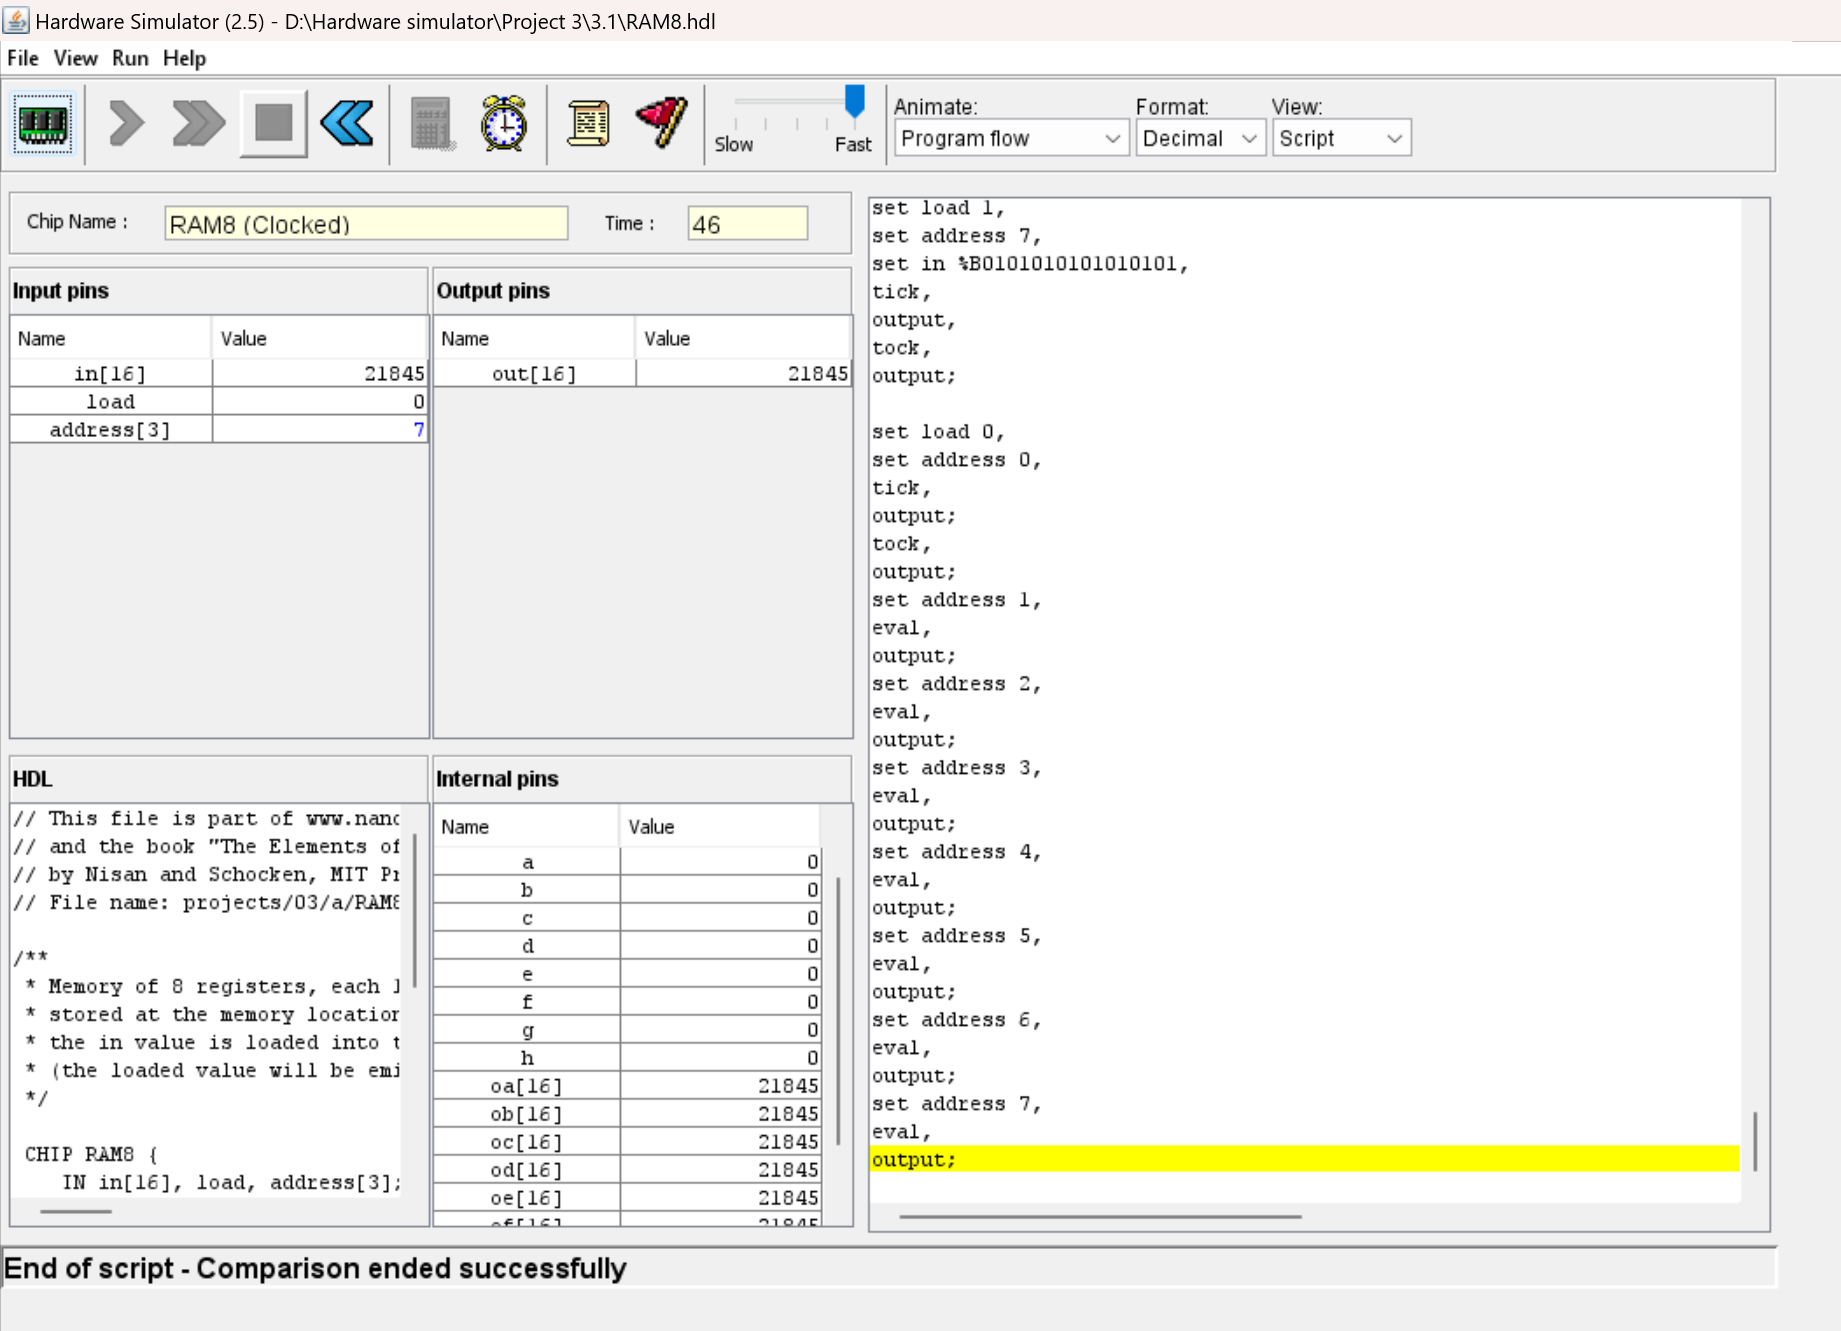 Hardware Simulator (2.5) - D:\Hardware simulator\Project 3\3.1\RAM8.hdl
File View Run Help
Slow Fast
Animate: Format: View:
Program flow Decimal Script
Chip Name : RAM8 (Clocked) Time : 46
Input pins
Name Value
in[16] 21845
load 0
address[3] 7
Output pins
Name Value
out[16] 21845
HDL
// This file is part of www.nand
// and the book "The Elements of
// by Nisan and Schocken, MIT Pr
// File name: projects/03/a/RAM8
/**
* Memory of 8 registers, each 1
* stored at the memory location
* the in value is loaded into t
* (the loaded value will be emi
*/
CHIP RAM8 {
IN in[16], load, address[3];
Internal pins
Name Value
a 0
b 0
c 0
d 0
e 0
f 0
g 0
h 0
oa[16] 21845
ob[16] 21845
oc[16] 21845
od[16] 21845
oe[16] 21845
of[16] 21845
set load 1,
set address 7,
set in %B0101010101010101,
tick,
output,
tock,
output;
set load 0,
set address 0,
tick,
output;
tock,
output;
set address 1,
eval,
output;
set address 2,
eval,
output;
set address 3,
eval,
output;
set address 4,
eval,
output;
set address 5,
eval,
output;
set address 6,
eval,
output;
set address 7,
eval,
output;
End of script - Comparison ended successfully